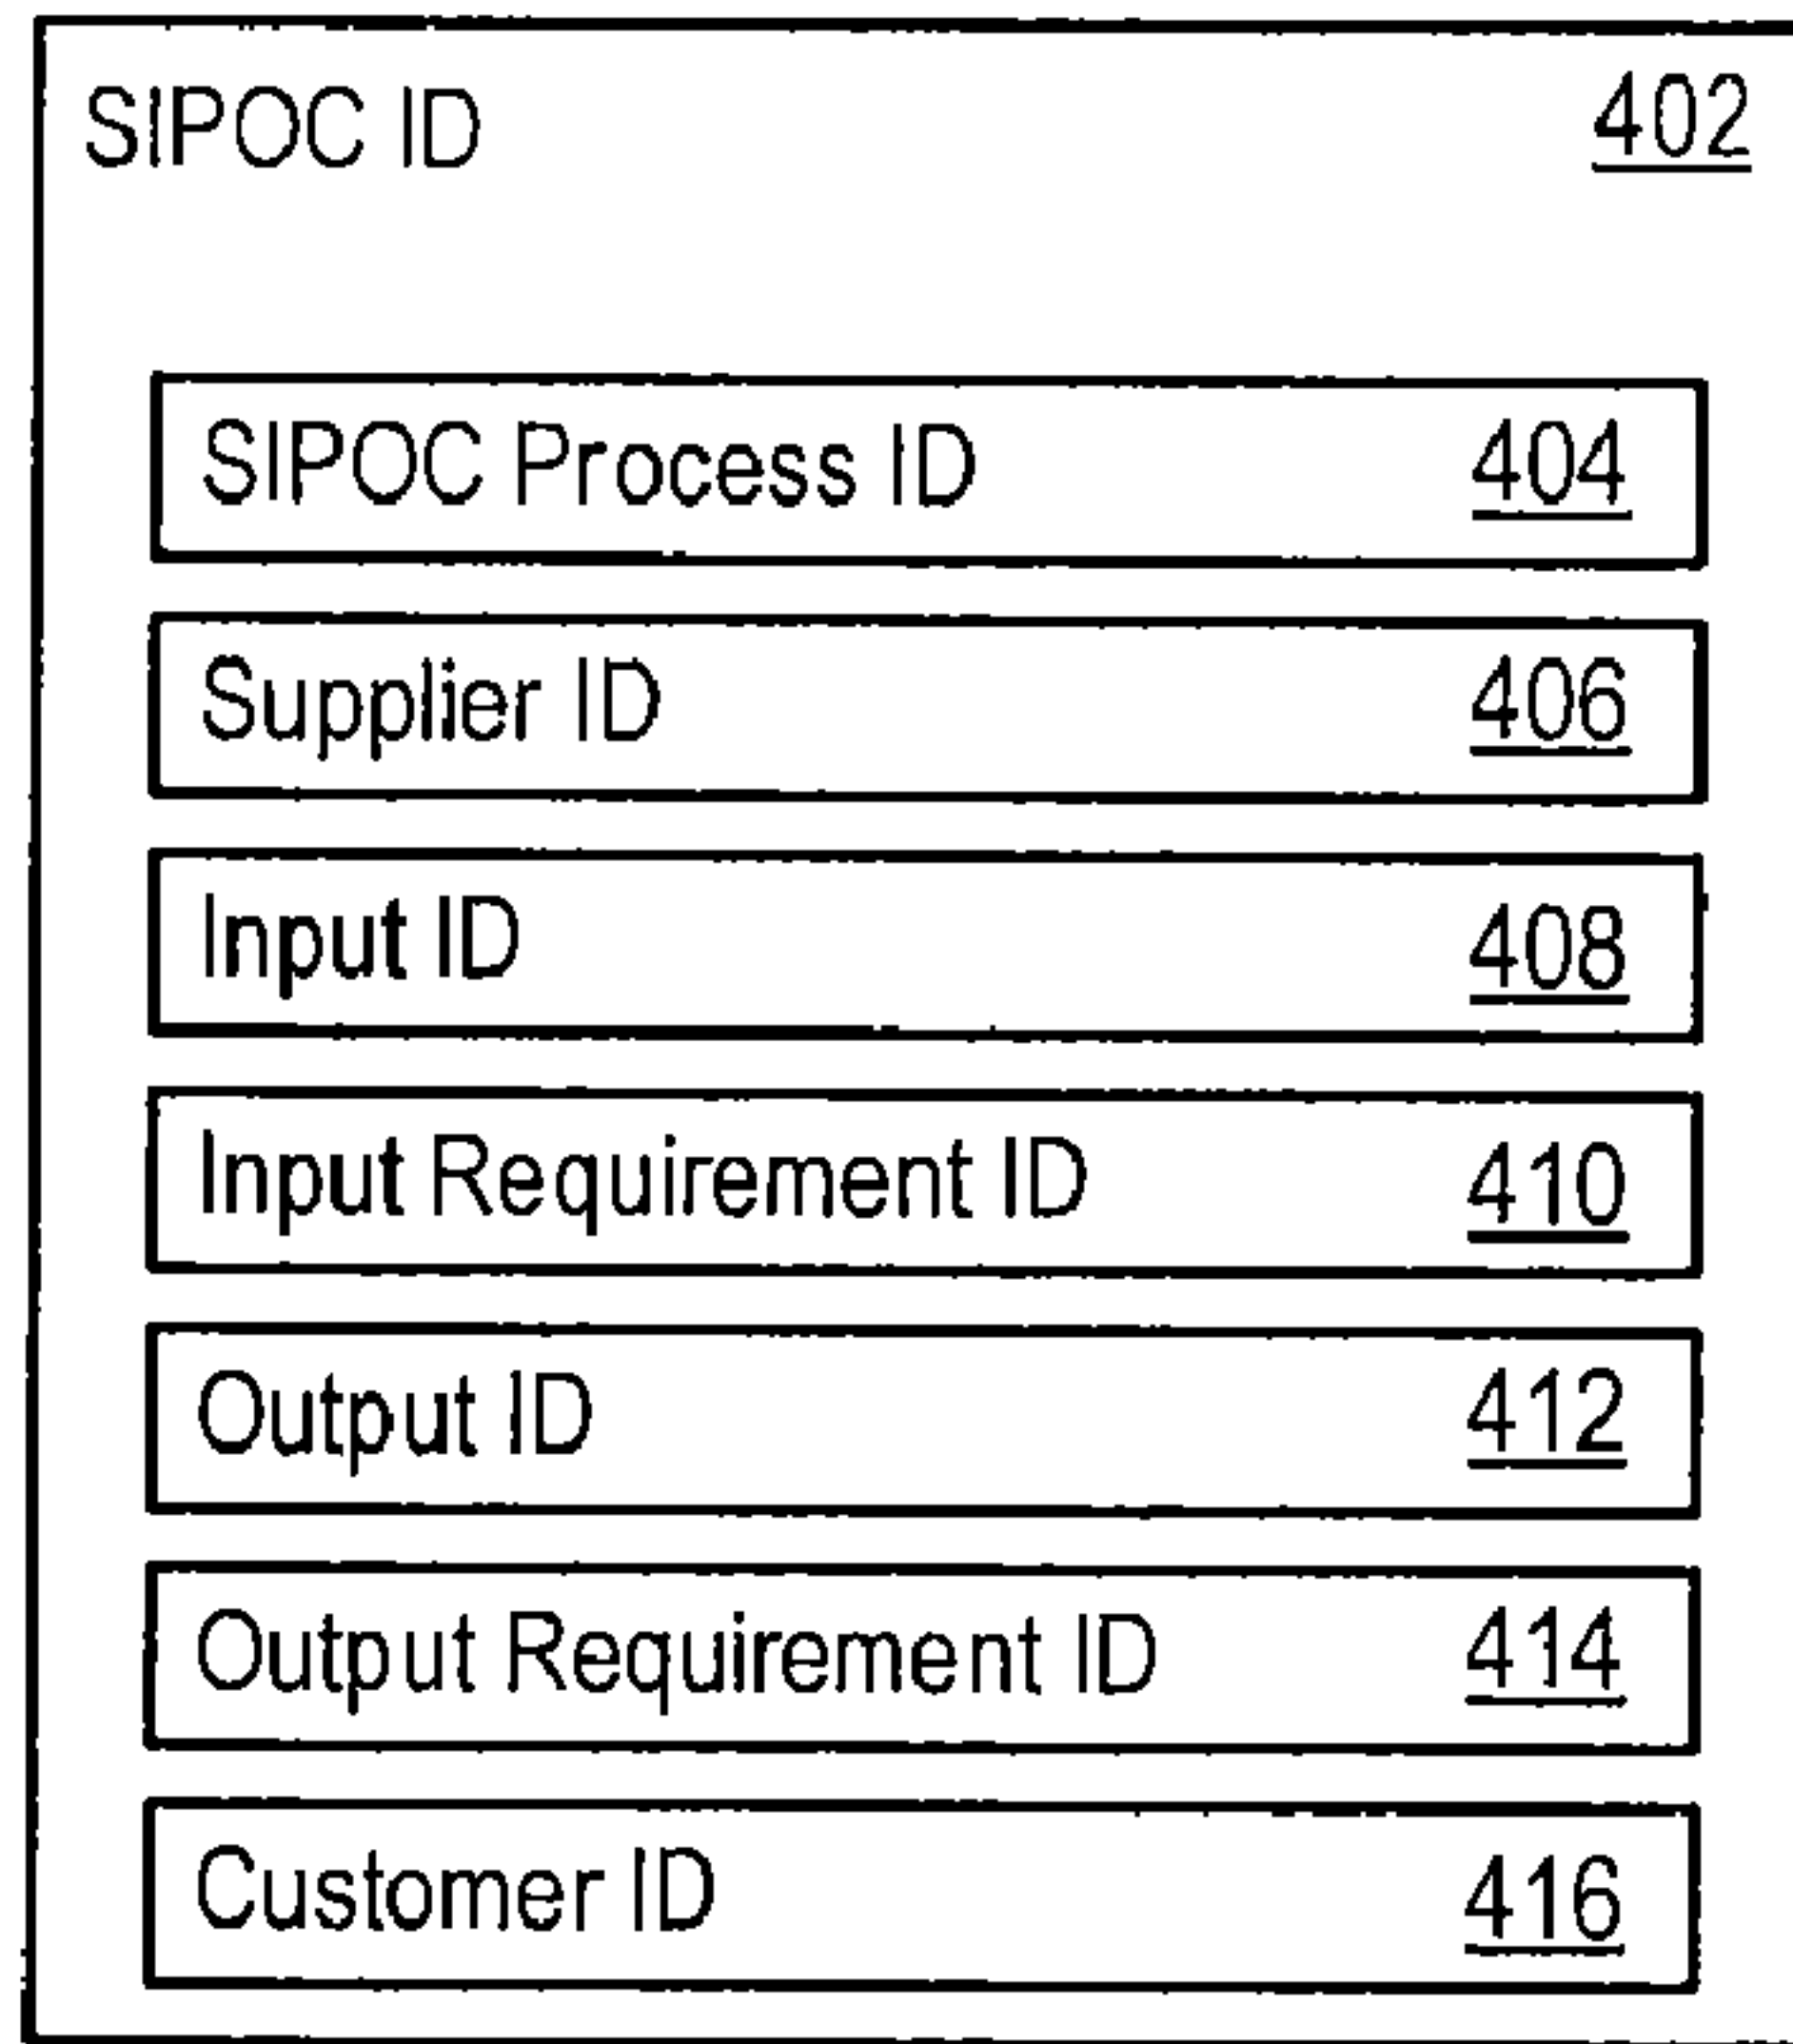 SIPOC ID 402
SIPOC Process ID 404
Supplier ID 406
Input ID 408
Input Requirement ID 410
Output ID 412
Output Requirement ID 414
Customer ID 416